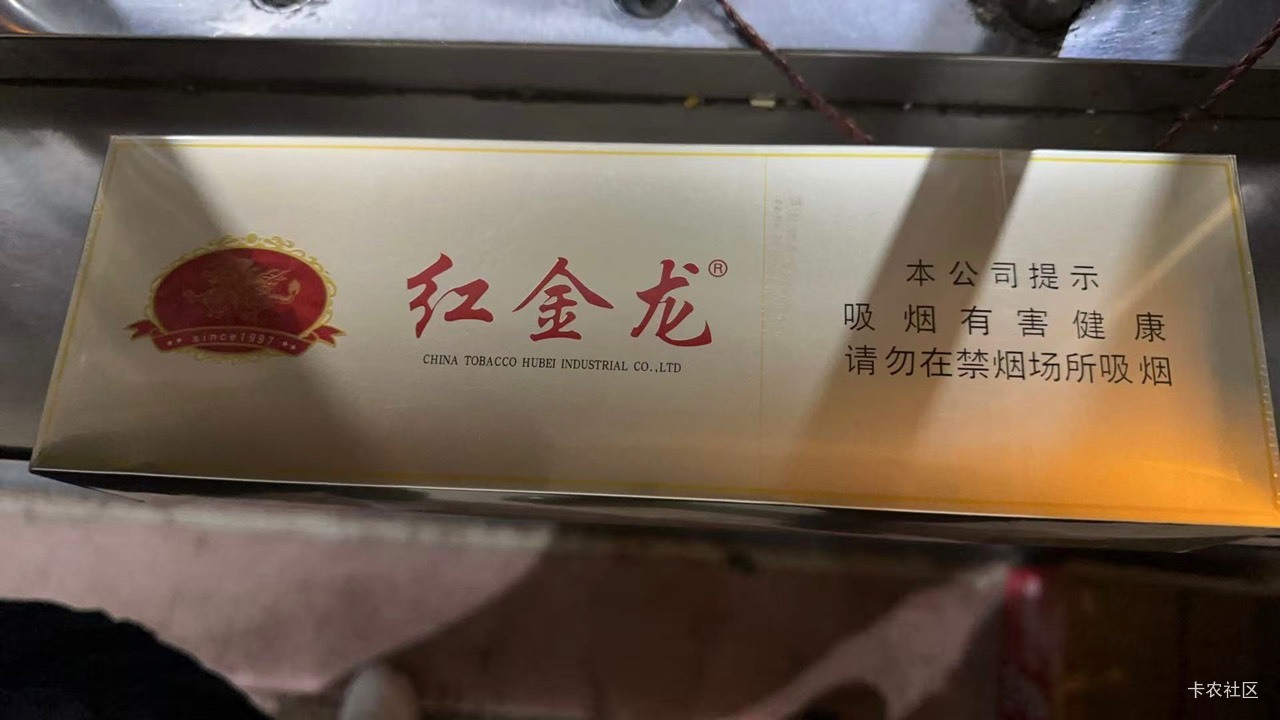 since1997
红金龙®
CHINA TOBACCO HUBEI INDUSTRIAL CO.,LTD
本公司提示
吸烟有害健康
请勿在禁烟场所吸烟
卡农社区